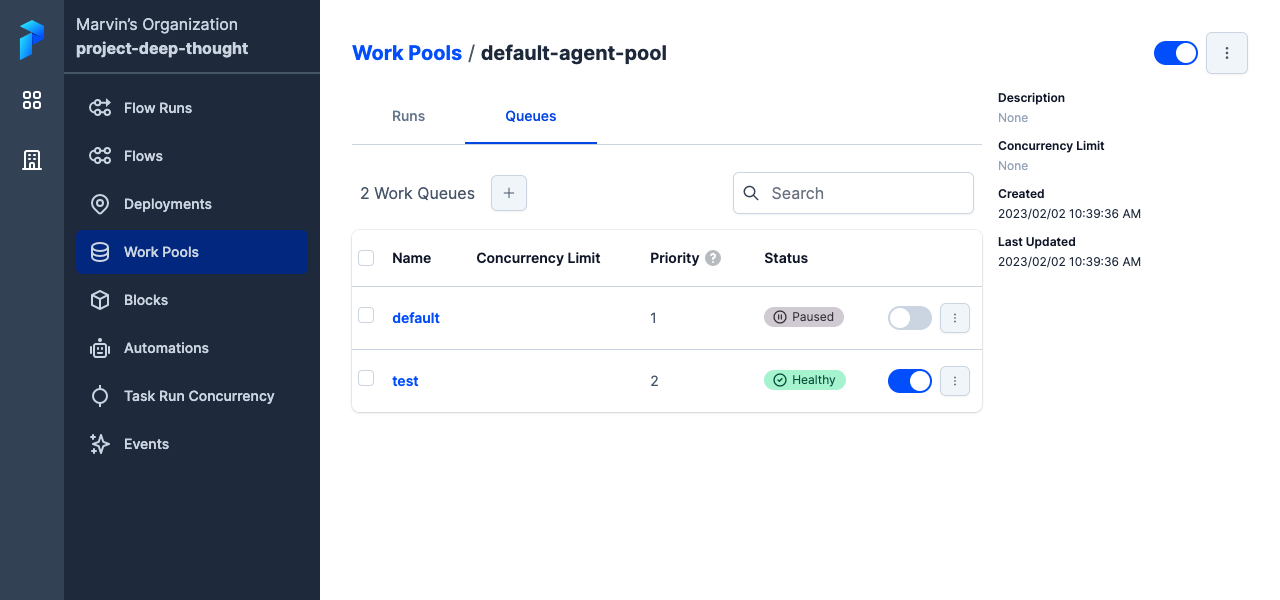 Marvin’s Organization
project-deep-thought
Flow Runs
Flows
Deployments
Work Pools
Blocks
Automations
Task Run Concurrency
Events
Work Pools / default-agent-pool
Runs Queues
2 Work Queues
Search
Name Concurrency Limit Priority ? Status
default 1 Paused
test 2 Healthy
Description
None
Concurrency Limit
None
Created
2023/02/02 10:39:36 AM
Last Updated
2023/02/02 10:39:36 AM